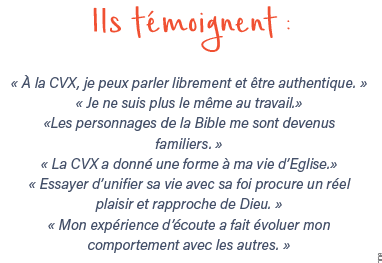 Ils témoignent :
« À la CVX, je peux parler librement et être authentique. »
« Je ne suis plus le même au travail.»
«Les personnages de la Bible me sont devenus
familiers. »
« La CVX a donné une forme à ma vie d'Eglise.»
« Essayer d'unifier sa vie avec sa foi procure un réel
plaisir et rapproche de Dieu. »
« Mon expérience d'écoute a fait évoluer mon
comportement avec les autres. »